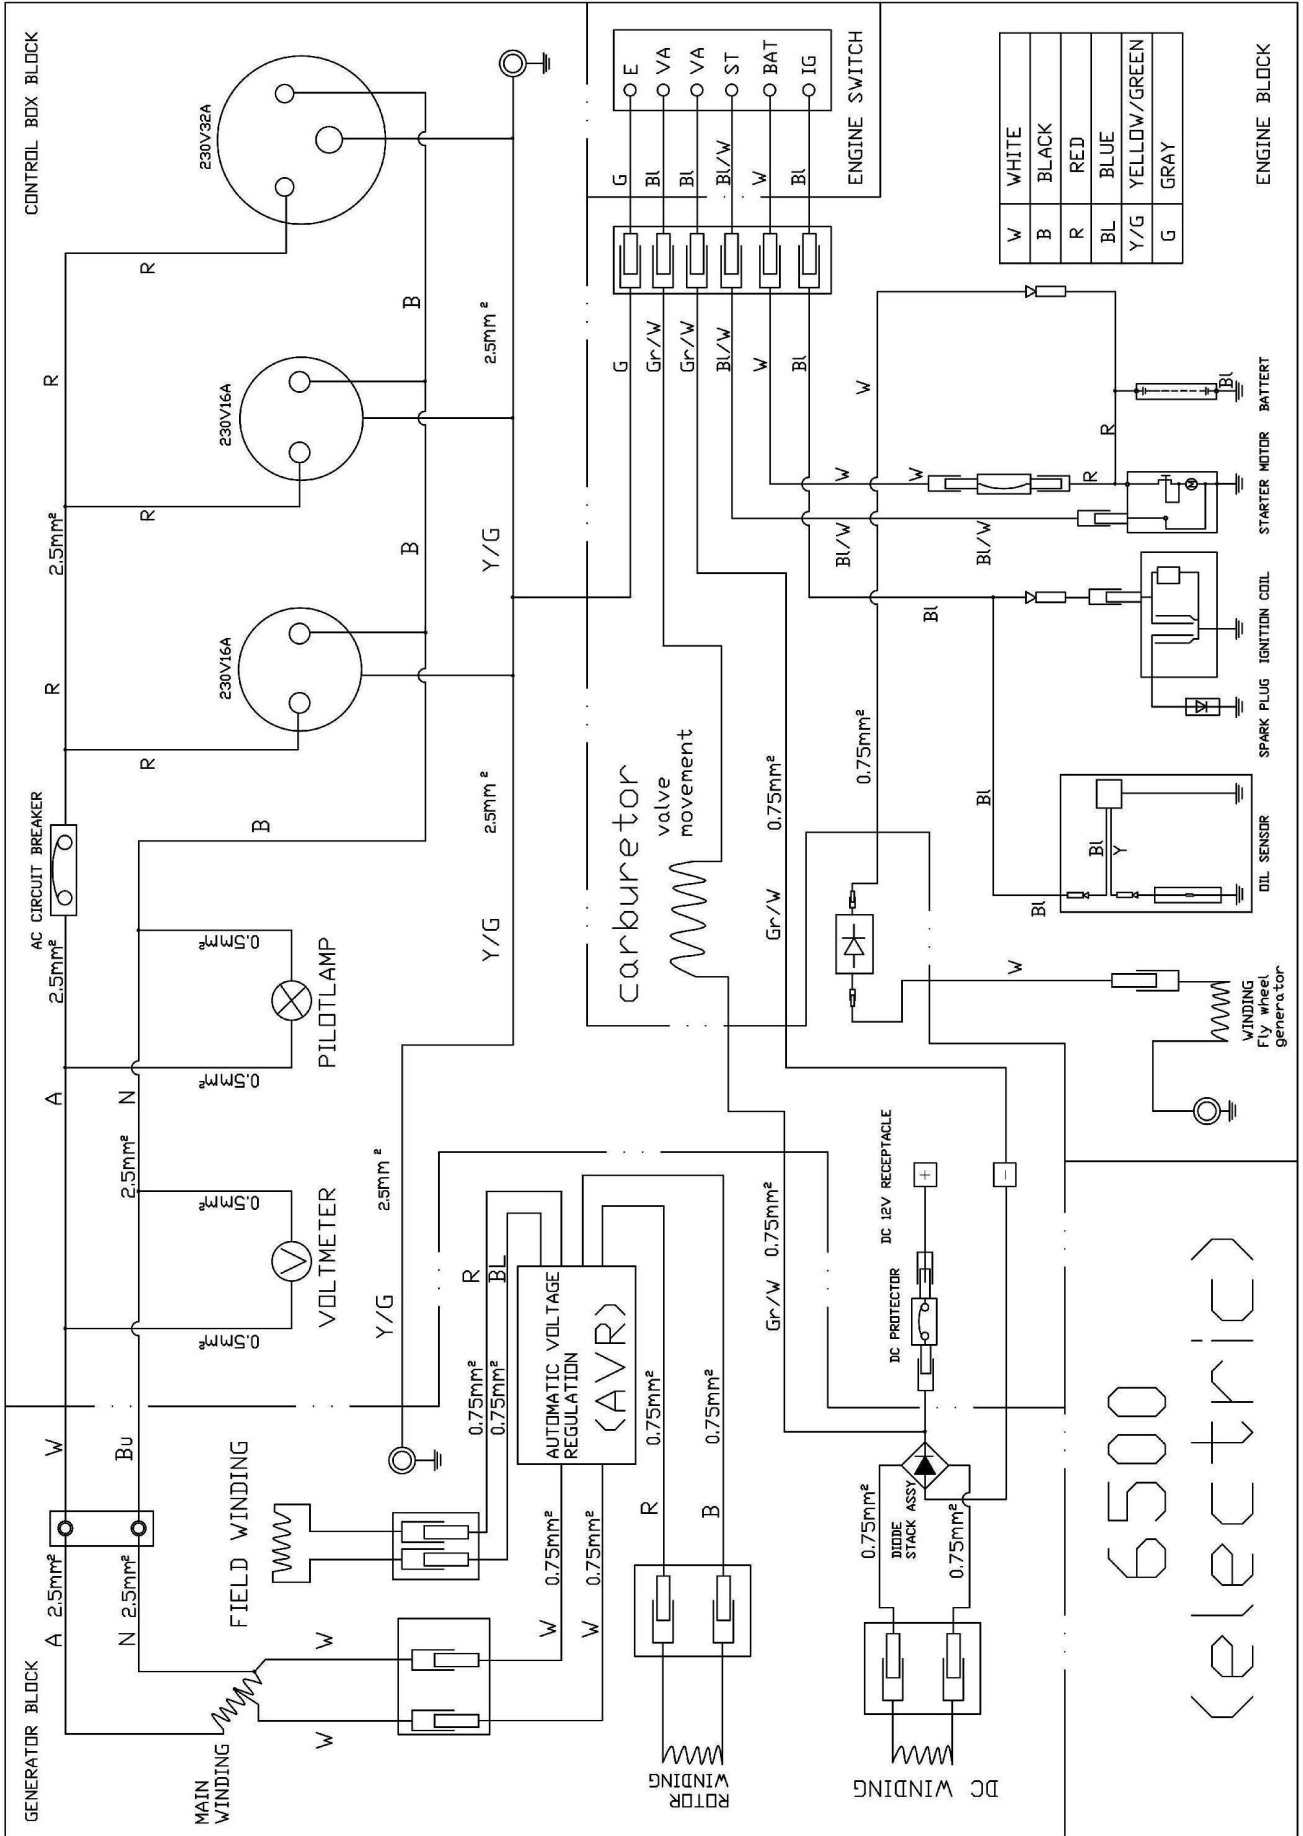 GENERATOR BLOCK
CONTROL BOX BLOCK
A 2.5mm²
W
A
2.5mm²
AC CIRCUIT BREAKER
R
2.5mm²
R
N 2.5mm²
Bu
2.5mm²
N
MAIN
WINDING
W
W
FIELD WINDING
0.5mm²
0.5mm²
VOLTMETER
V
0.5mm²
0.5mm²
PILOTLAMP
B
R
230V16A
R
230V16A
R
230V32A
B
B
Y/G
2.5mm²
Y/G
2.5mm²
Y/G
2.5mm²
R
BL
0.75mm²
0.75mm²
AUTOMATIC VOLTAGE
REGULATION
(AVR)
W
0.75mm²
W
0.75mm²
R
0.75mm²
B
0.75mm²
ROTOR
WINDING
DC WINDING
0.75mm²
DIODE
STACK ASSY
0.75mm²
DC PROTECTOR
DC 12V RECEPTACLE
+
-
Gr/W 0.75mm²
carburetor
valve
movement
Gr/W
0.75mm²
0.75mm²
W
G
Gr/W
Gr/W
Bl/W
W
Bl
G
Bl
Bl
Bl/W
W
Bl
E
VA
VA
ST
BAT
IG
ENGINE SWITCH
W
Bl/W
W
Bl/W
R
R
Bl
Bl
Bl
Bl
Bl
Y
M
W
WINDING
Fly wheel
generator
OIL SENSOR
SPARK PLUG
IGNITION COIL
STARTER MOTOR
BATTERT
W WHITE
B BLACK
R RED
BL BLUE
Y/G YELLOW/GREEN
G GRAY
ENGINE BLOCK
6500
(electric)